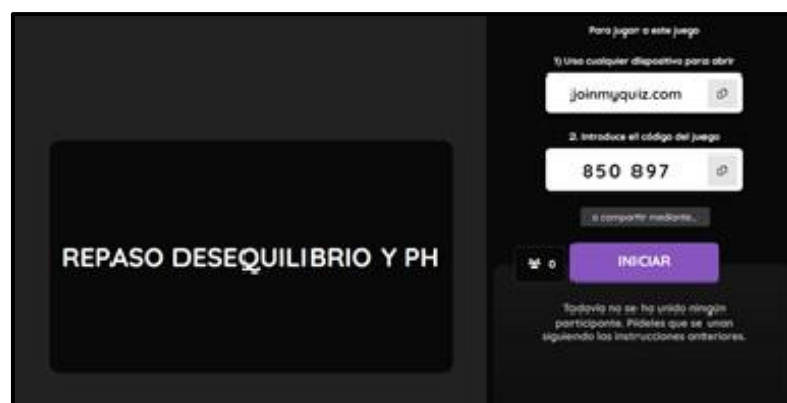 REPASO DESEQUILIBRIO Y PH
Para jugar a este juego
1) Usa cualquier dispositivo para abrir
joinmyquiz.com
2. Introduce el código del juego
850 897
o compartir mediante...
0
INICIAR
Todavía no se ha unido ningún
participante. Pídeles que se unan
siguiendo las instrucciones anteriores.